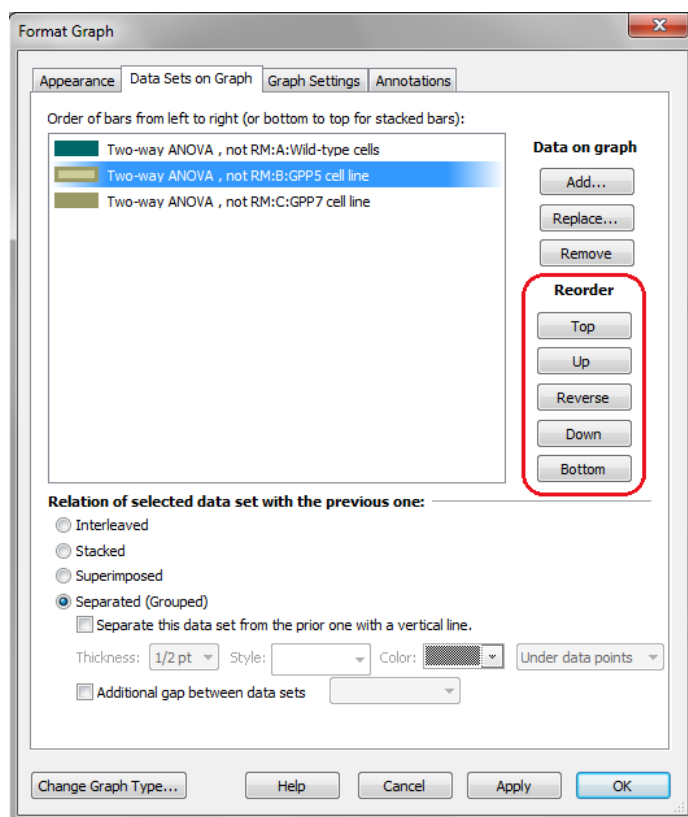 Format Graph
x
Appearance Data Sets on Graph Graph Settings Annotations
Order of bars from left to right (or bottom to top for stacked bars):
Two-way ANOVA , not RM:A:Wild-type cells
Two-way ANOVA , not RM:B:GPP5 cell line
Two-way ANOVA , not RM:C:GPP7 cell line
Data on graph
Add...
Replace...
Remove
Reorder
Top
Up
Reverse
Down
Bottom
Relation of selected data set with the previous one:
Interleaved
Stacked
Superimposed
Separated (Grouped)
Separate this data set from the prior one with a vertical line.
Thickness: 1/2 pt Style: Color: Under data points
Additional gap between data sets
Change Graph Type... Help Cancel Apply OK